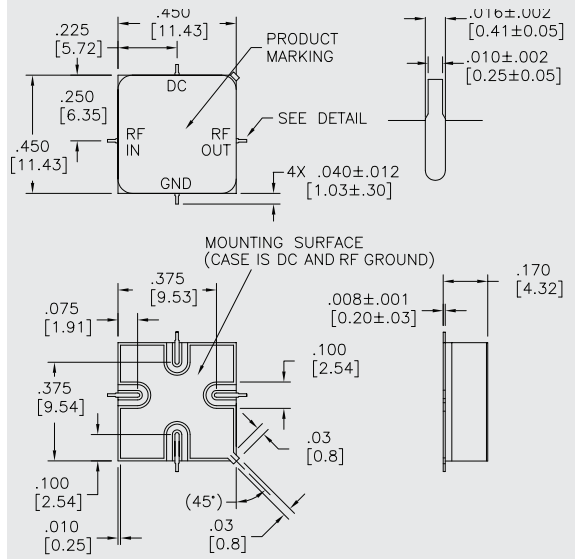 .450
[11.43]
.225
[5.72]
PRODUCT
MARKING
.016±.002
[0.41±0.05]
.010±.002
[0.25±0.05]
DC
.250
[6.35]
SEE DETAIL
RF
IN
RF
OUT
.450
[11.43]
GND
4X .040±.012
[1.03±.30]
MOUNTING SURFACE
(CASE IS DC AND RF GROUND)
.375
[9.53]
.170
[4.32]
.075
[1.91]
.008±.001
[0.20±.03]
.100
[2.54]
.375
[9.54]
.03
[0.8]
.100
[2.54]
(45°)
.010
[0.25]
.03
[0.8]